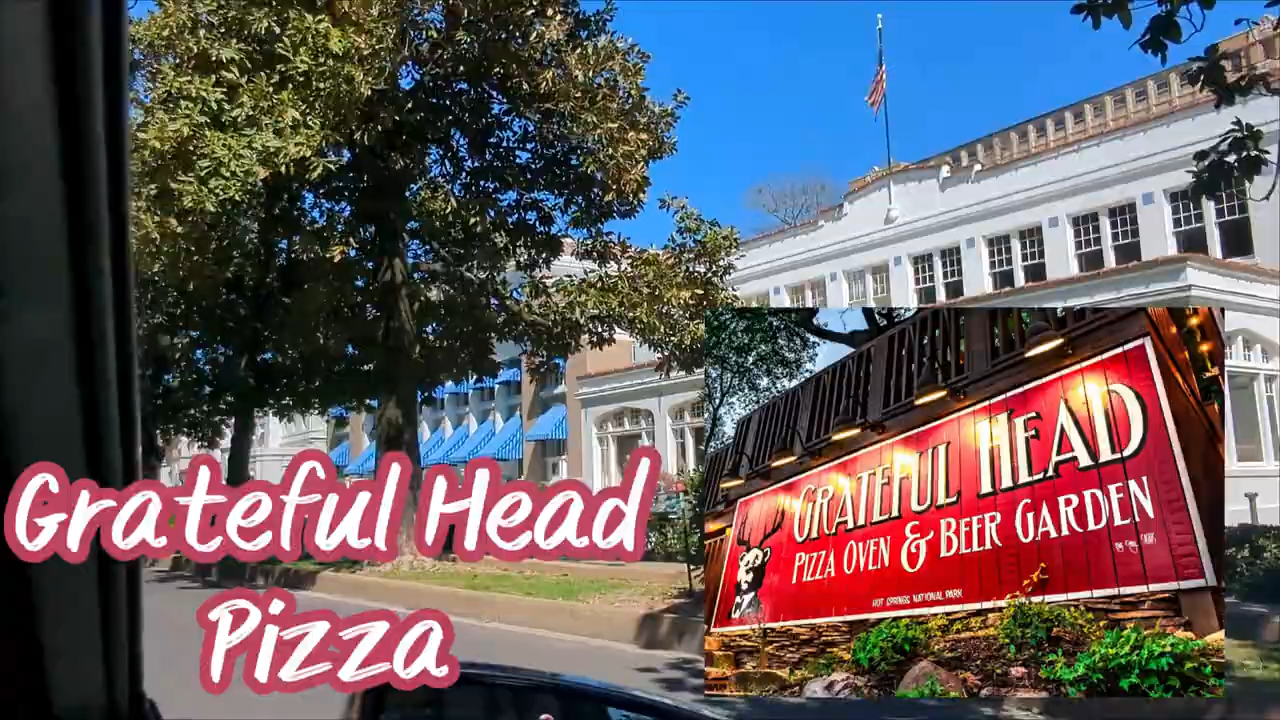 Grateful Head
Pizza
GRATEFUL HEAD
PIZZA OVEN & BEER GARDEN
HOT SPRINGS NATIONAL PARK